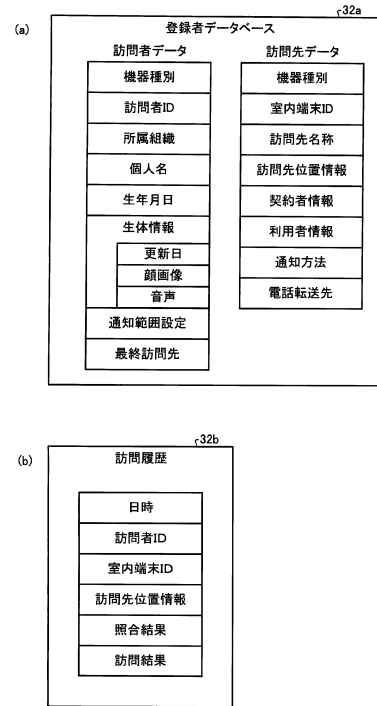 32a
(a)
登録者データベース
訪問者データ
機器種別
訪問者ID
所属組織
個人名
生年月日
生体情報
更新日
顔画像
音声
通知範囲設定
最終訪問先
訪問先データ
機器種別
室内端末ID
訪問先名称
訪問先位置情報
契約者情報
利用者情報
通知方法
電話転送先
32b
(b)
訪問履歴
日時
訪問者ID
室内端末ID
訪問先位置情報
照合結果
訪問結果